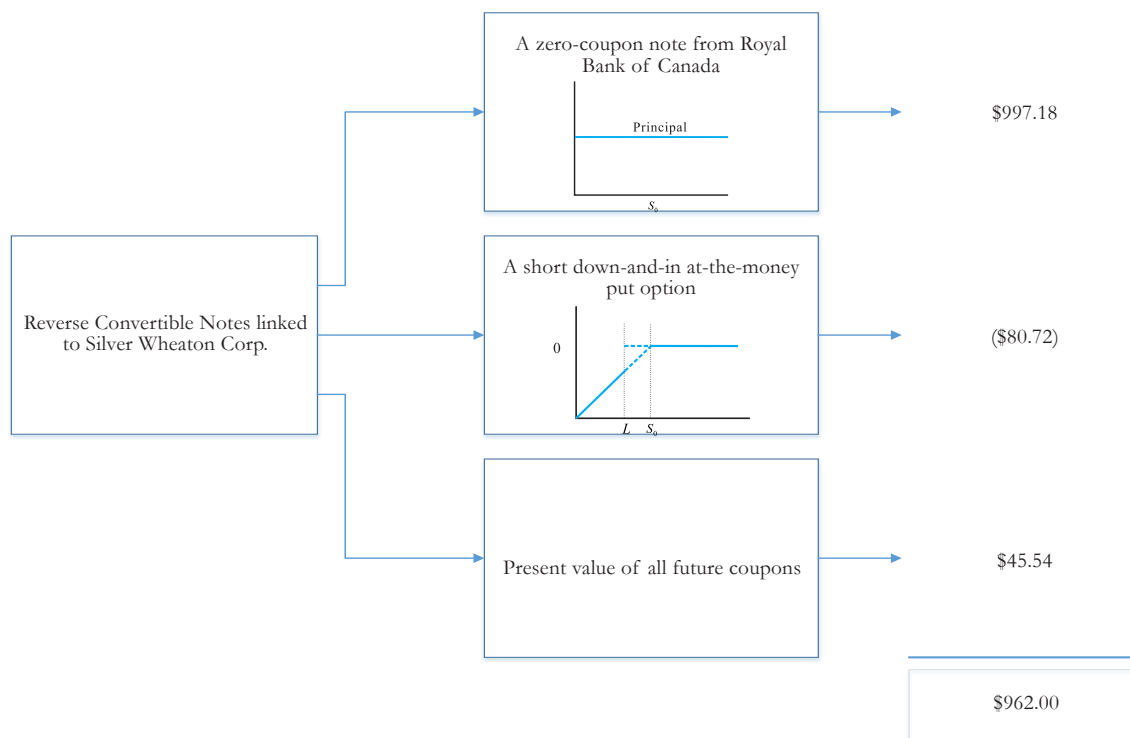 A zero-coupon note from Royal
Bank of Canada
Principal
S₀
$997.18
Reverse Convertible Notes linked
to Silver Wheaton Corp.
A short down-and-in at-the-money
put option
0
L S₀
($80.72)
Present value of all future coupons
$45.54
$962.00